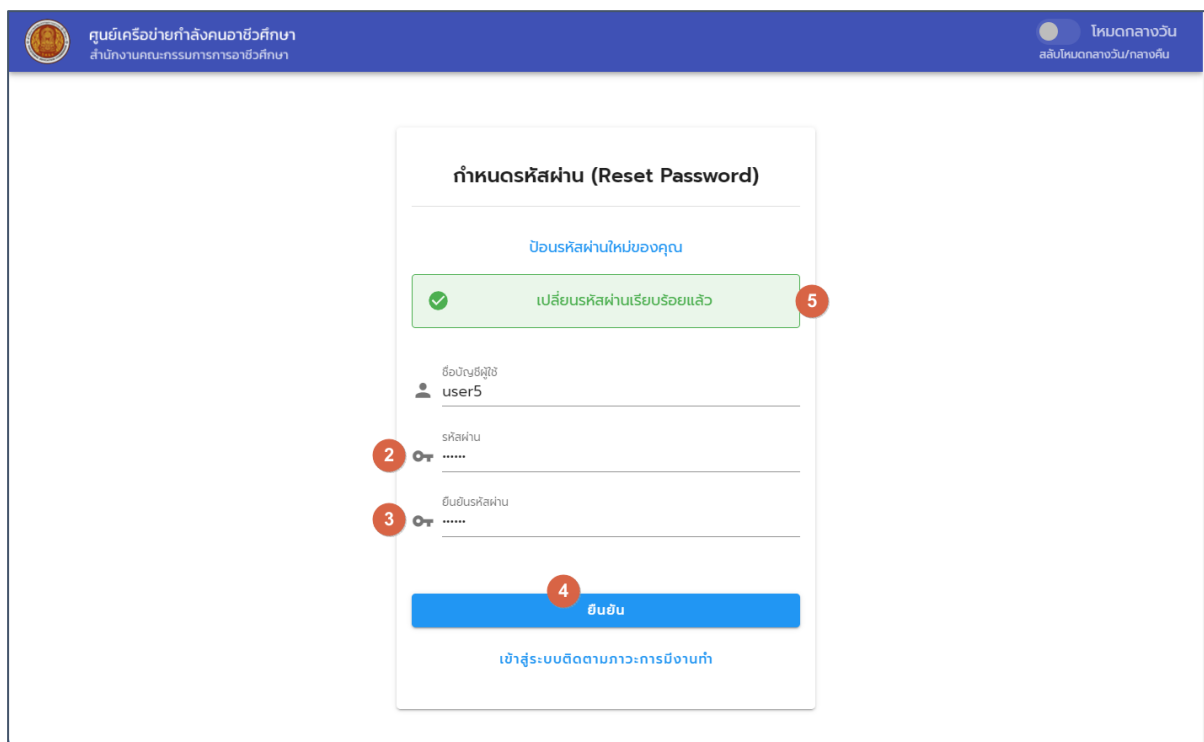 ศูนย์เครือข่ายกำลังคนอาชีวศึกษา
สำนักงานคณะกรรมการการอาชีวศึกษา
โหมดกลางวัน
สลับโหมดกลางวัน/กลางคืน
กำหนดรหัสผ่าน (Reset Password)
ป้อนรหัสผ่านใหม่ของคุณ
เปลี่ยนรหัสผ่านเรียบร้อยแล้ว
5
ชื่อบัญชีผู้ใช้
user5
รหัสผ่าน
2 ••••••
ยืนยันรหัสผ่าน
3 ••••••
4
ยืนยัน
เข้าสู่ระบบติดตามภาวะการมีงานทำ